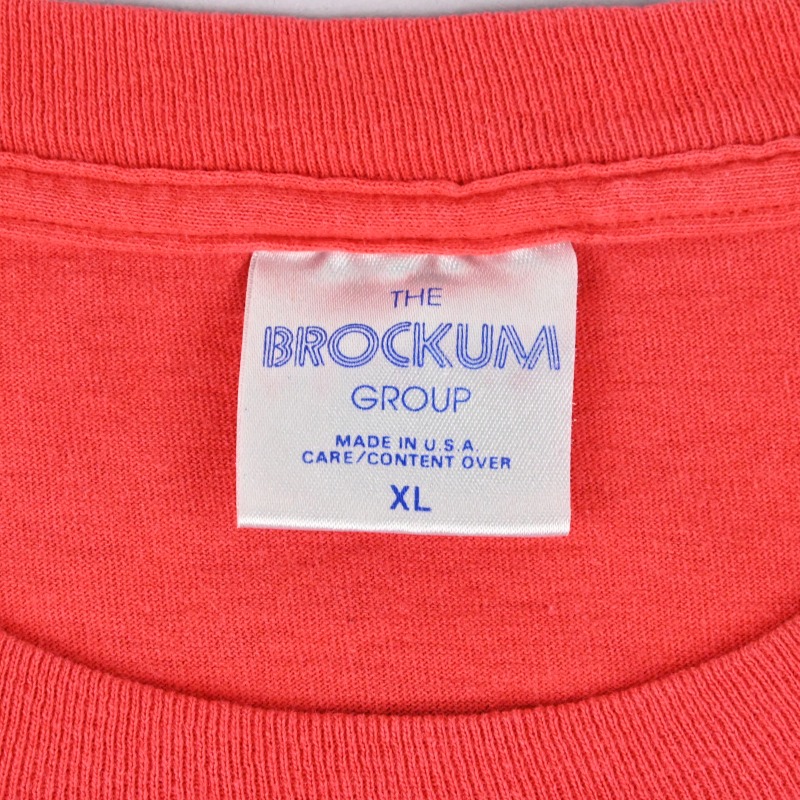 THE
BROCKUM
GROUP
MADE IN U.S.A.
CARE/CONTENT OVER
XL